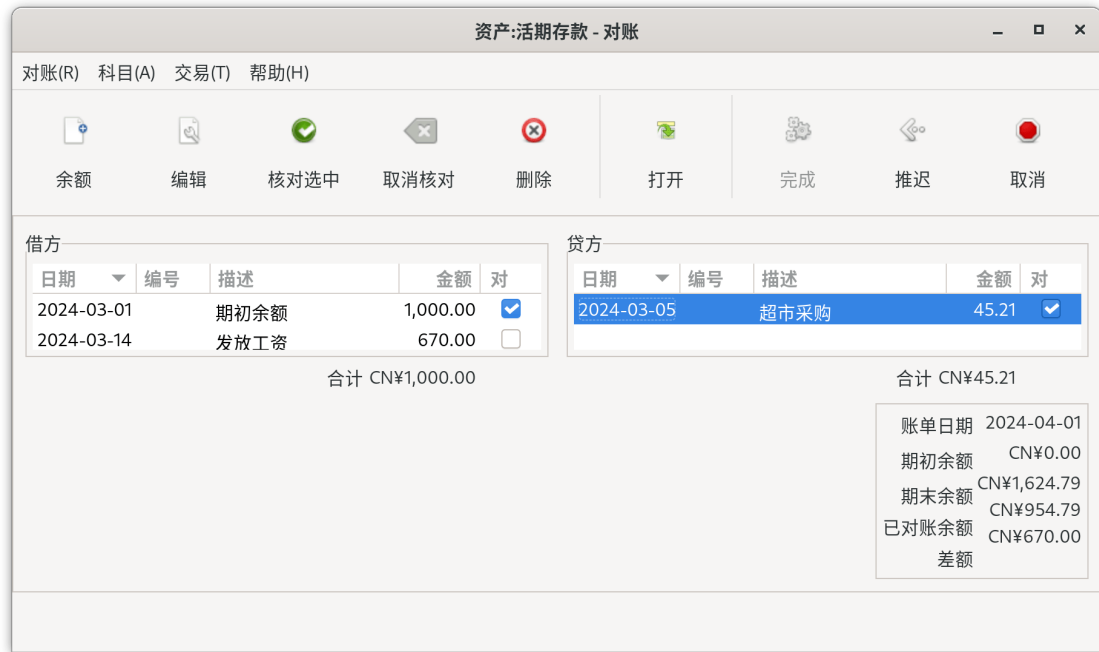 资产:活期存款 - 对账
对账(R) 科目(A) 交易(T) 帮助(H)
余额 编辑 核对选中 取消核对 删除 打开 完成 推迟 取消
借方
日期 编号 描述 金额 对
2024-03-01 期初余额 1,000.00
2024-03-14 发放工资 670.00
合计 CN¥1,000.00
贷方
日期 编号 描述 金额 对
2024-03-05 超市采购 45.21
合计 CN¥45.21
账单日期 2024-04-01
期初余额 CN¥0.00
期末余额 CN¥1,624.79
已对账余额 CN¥954.79
差额 CN¥670.00